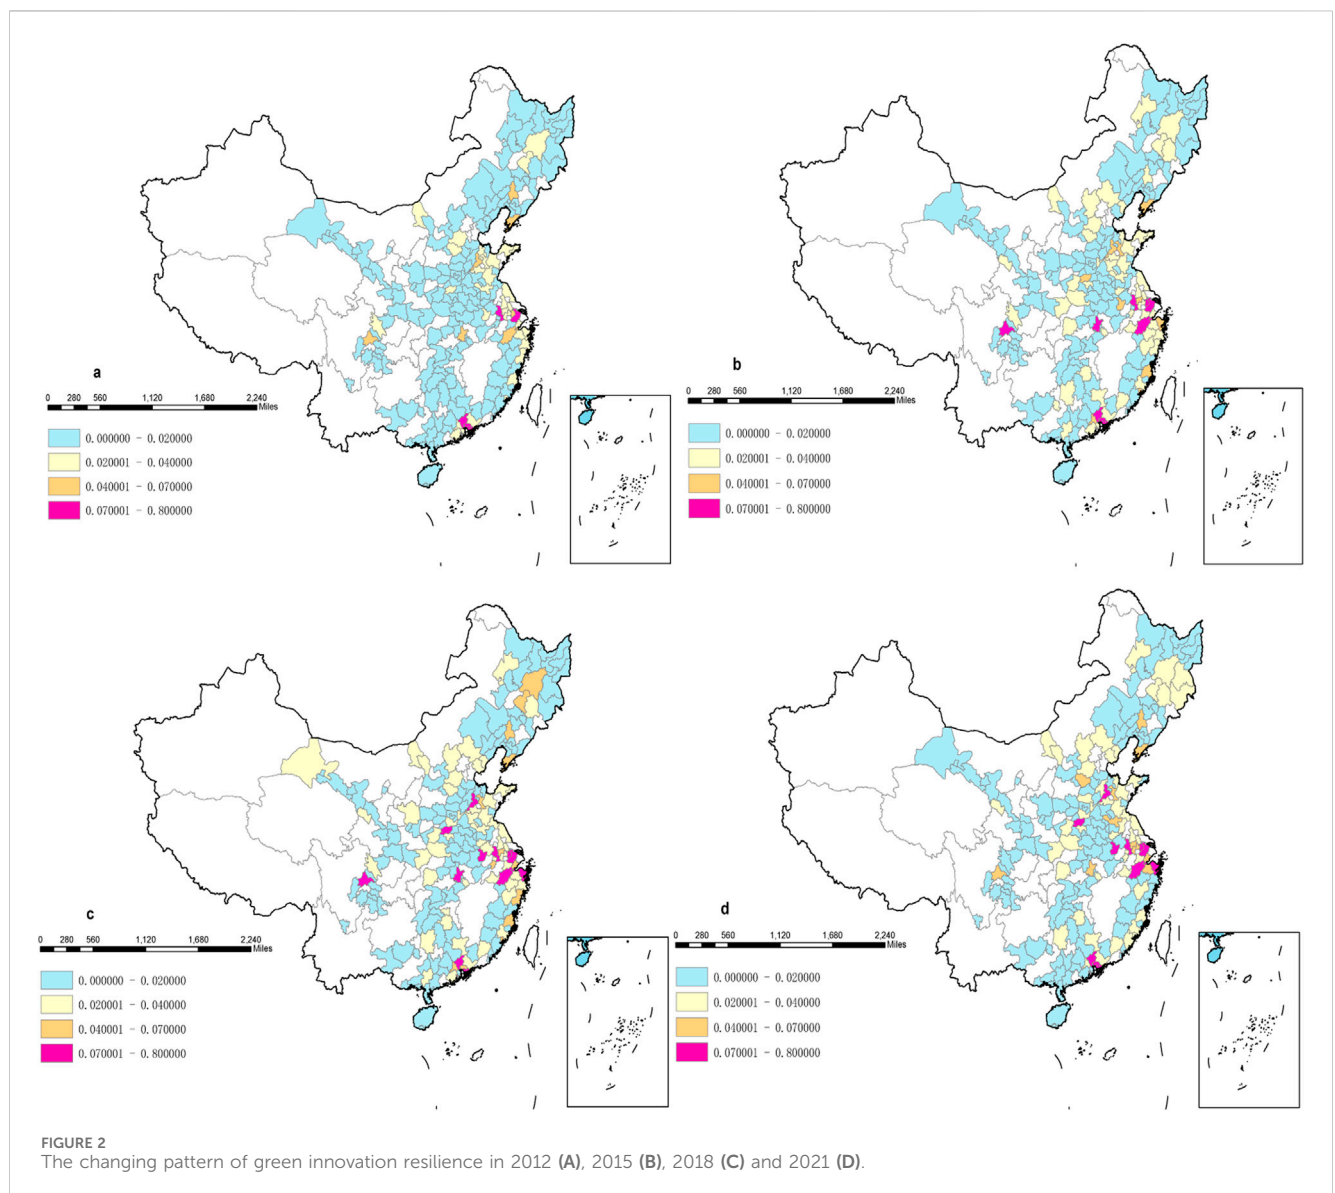 a
0 280 560 1,120 1,680 2,240
Miles
0.000000 - 0.020000
0.020001 - 0.040000
0.040001 - 0.070000
0.070001 - 0.800000
b
0 280 560 1,120 1,680 2,240
Miles
0.000000 - 0.020000
0.020001 - 0.040000
0.040001 - 0.070000
0.070001 - 0.800000
c
0 280 560 1,120 1,680 2,240
Miles
0.000000 - 0.020000
0.020001 - 0.040000
0.040001 - 0.070000
0.070001 - 0.800000
d
0 280 560 1,120 1,680 2,240
Miles
0.000000 - 0.020000
0.020001 - 0.040000
0.040001 - 0.070000
0.070001 - 0.800000
FIGURE 2
The changing pattern of green innovation resilience in 2012 (A), 2015 (B), 2018 (C) and 2021 (D).